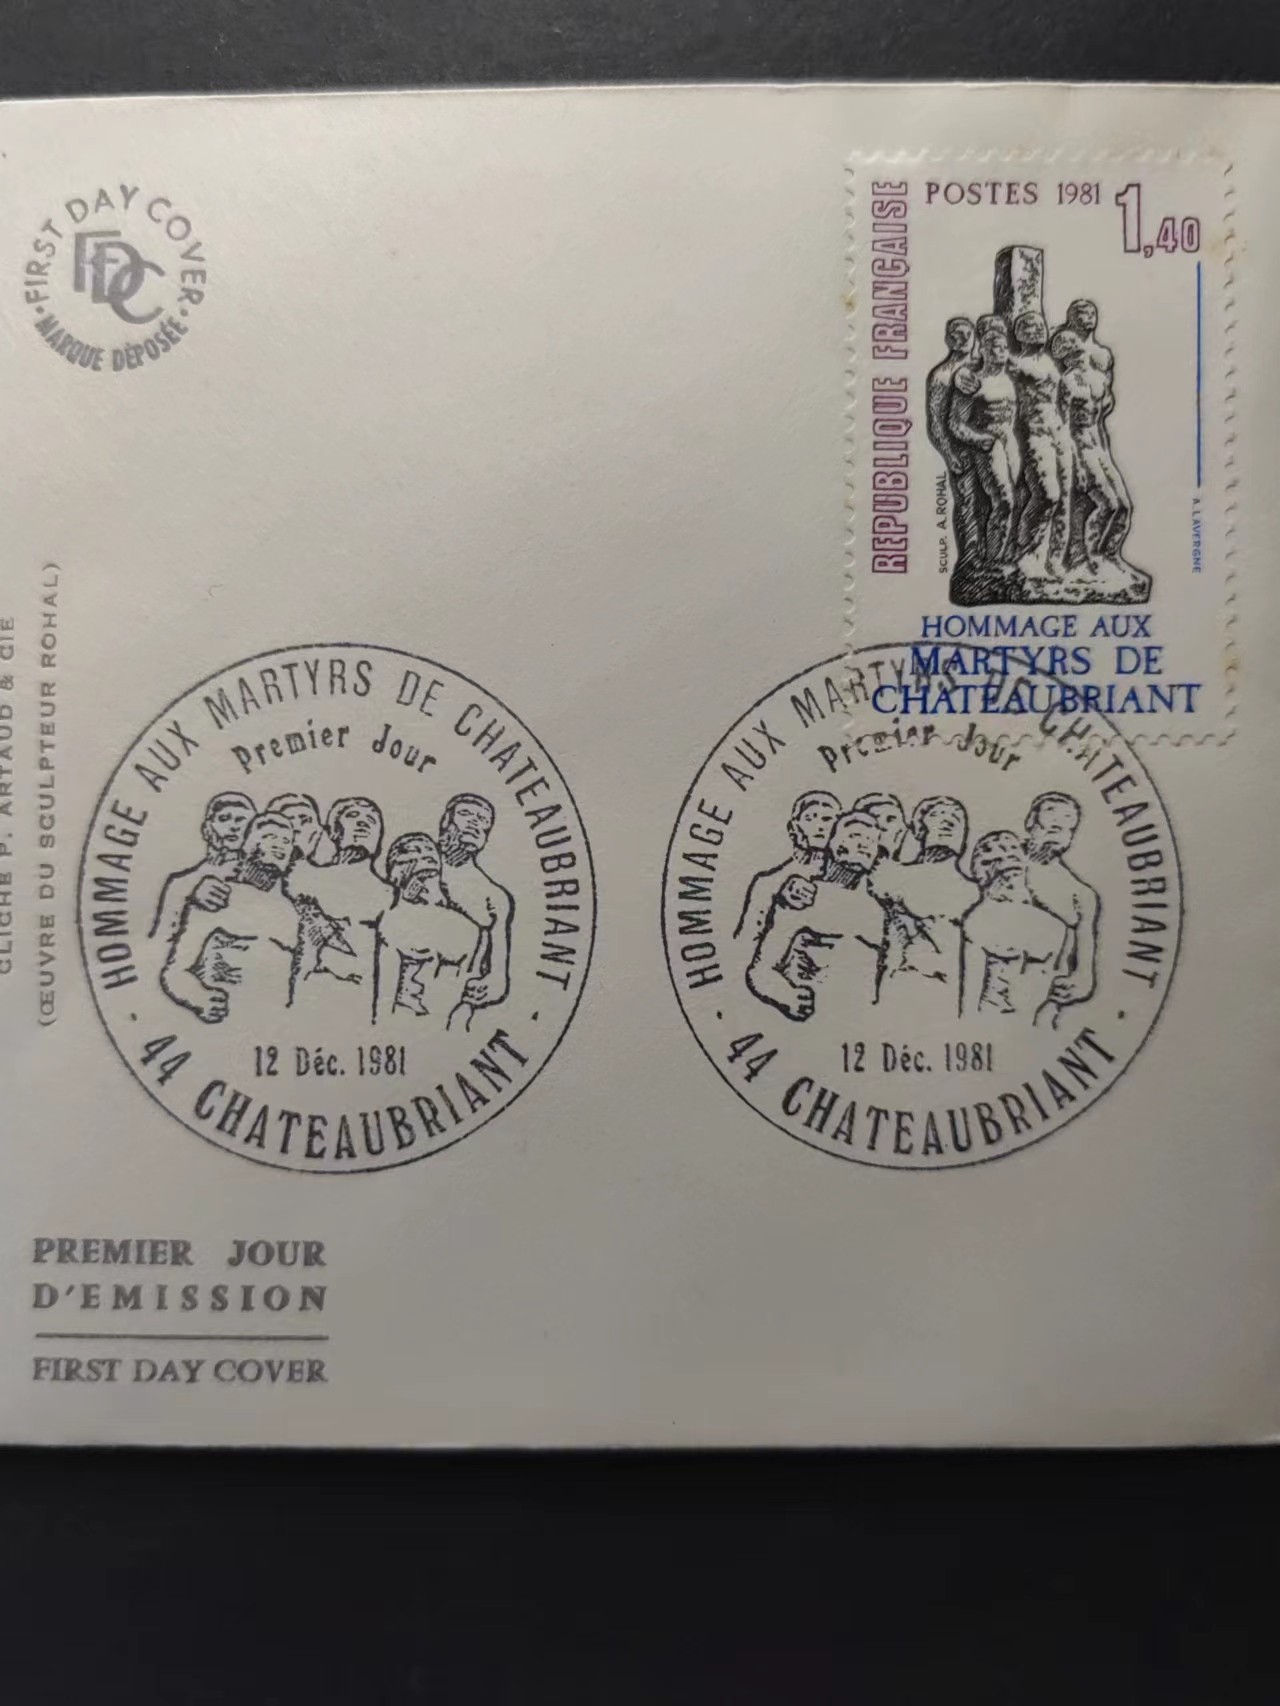 FIRST DAY COVER
FDC
MARQUE DÉPOSÉE
POSTES 1981
1,40
REPUBLIQUE FRANÇAISE
SCULP. A. ROHAL
A. LAVERGNE
HOMMAGE AUX
MARTYRS DE
CHATEAUBRIANT
CLICHÉ P. ARTAUD & CIE
(ŒUVRE DU SCULPTEUR ROHAL)
HOMMAGE AUX MARTYRS DE CHATEAUBRIANT
Premier Jour
12 Déc. 1981
44 CHATEAUBRIANT
HOMMAGE AUX MARTYRS DE CHATEAUBRIANT
Premier Jour
12 Déc. 1981
44 CHATEAUBRIANT
PREMIER JOUR
D'EMISSION
FIRST DAY COVER